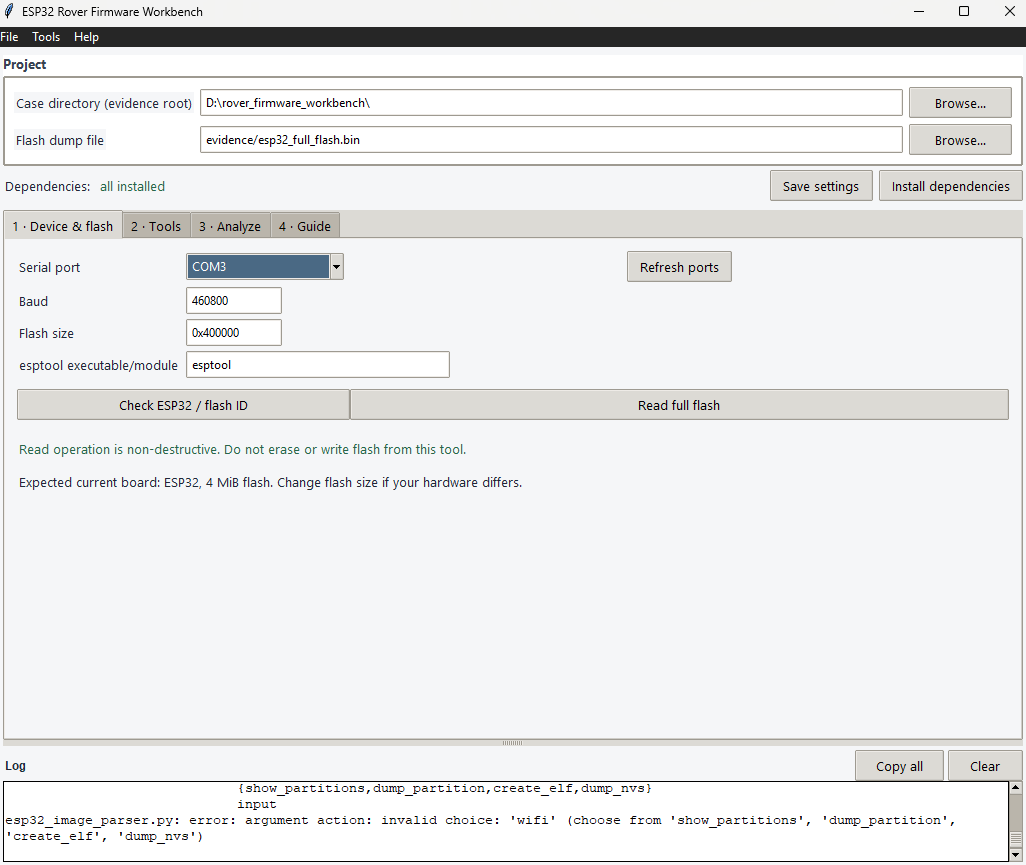 ESP32 Rover Firmware Workbench
File Tools Help
Project
Case directory (evidence root) D:\rover_firmware_workbench\ Browse...
Flash dump file evidence/esp32_full_flash.bin Browse...
Dependencies: all installed Save settings Install dependencies
1 · Device & flash 2 · Tools 3 · Analyze 4 · Guide
Serial port COM3 Refresh ports
Baud 460800
Flash size 0x400000
esptool executable/module esptool
Check ESP32 / flash ID Read full flash
Read operation is non-destructive. Do not erase or write flash from this tool.
Expected current board: ESP32, 4 MiB flash. Change flash size if your hardware differs.
Log Copy all Clear
{show_partitions,dump_partition,create_elf,dump_nvs}
input
esp32_image_parser.py: error: argument action: invalid choice: 'wifi' (choose from 'show_partitions', 'dump_partition',
'create_elf', 'dump_nvs')